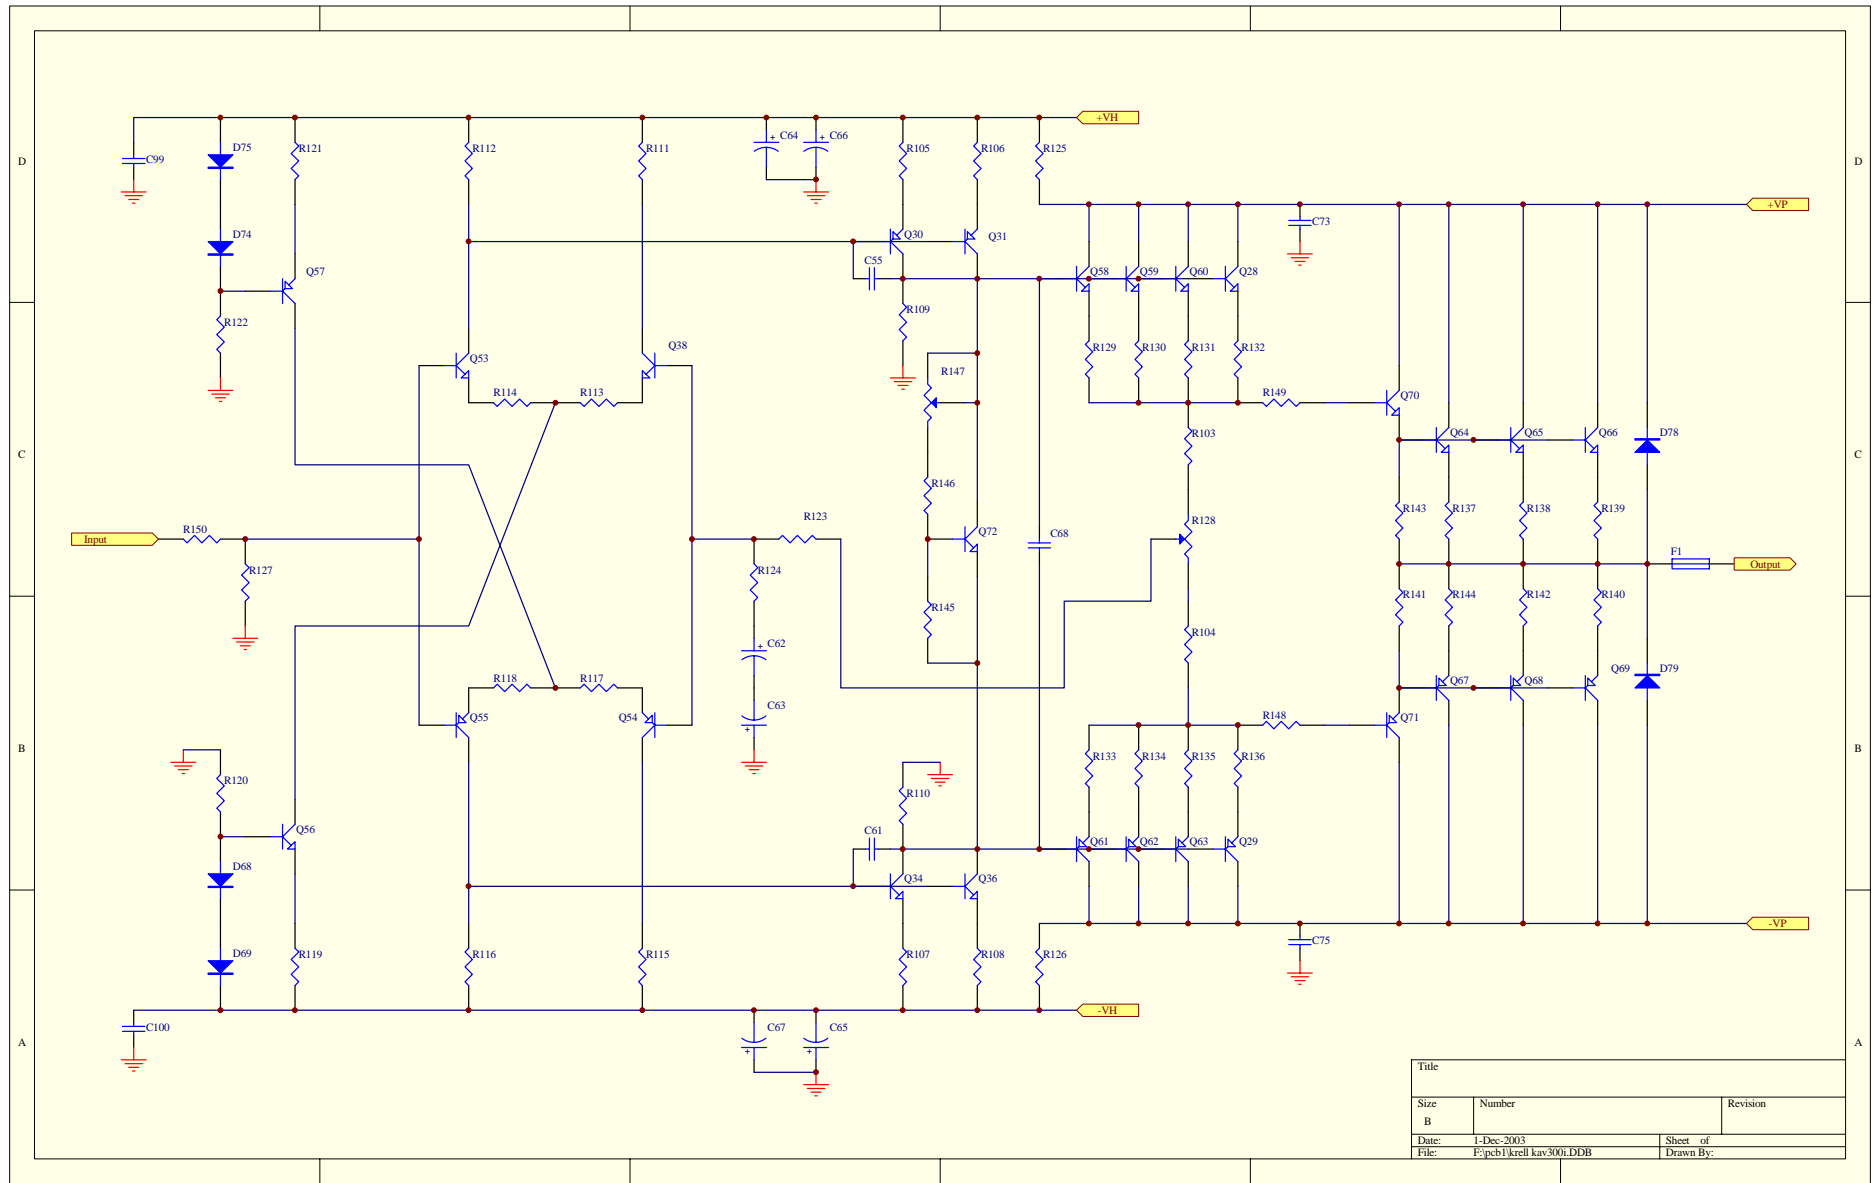 +VH
C64
C66
D
C99
D75
R121
R112
R111
R105
R106
R125
D
+VP
D74
Q57
Q30
Q31
C73
C55
Q58
Q59
Q60
Q28
R122
R109
Q53
Q38
R147
R129
R130
R131
R132
R114
R113
R149
Q70
C
R103
Q64
Q65
Q66
D78
C
R146
Input
R150
R123
Q72
C68
R128
R143
R137
R138
R139
F1
Output
R127
R124
R145
R141
R144
R142
R140
C62
R104
R118
R117
C63
Q55
Q54
Q67
Q68
Q69
D79
R148
Q71
B
R120
R133
R134
R135
R136
B
R110
Q56
C61
Q61
Q62
Q63
Q29
D68
Q34
Q36
-VP
D69
R119
R116
R115
R107
R108
R126
C75
-VH
C100
C67
C65
A
A
Title
Size
Number
Revision
B
Date:
1-Dec-2003
Sheet of
File:
F:\pcb1\krell kav300i.DDB
Drawn By: